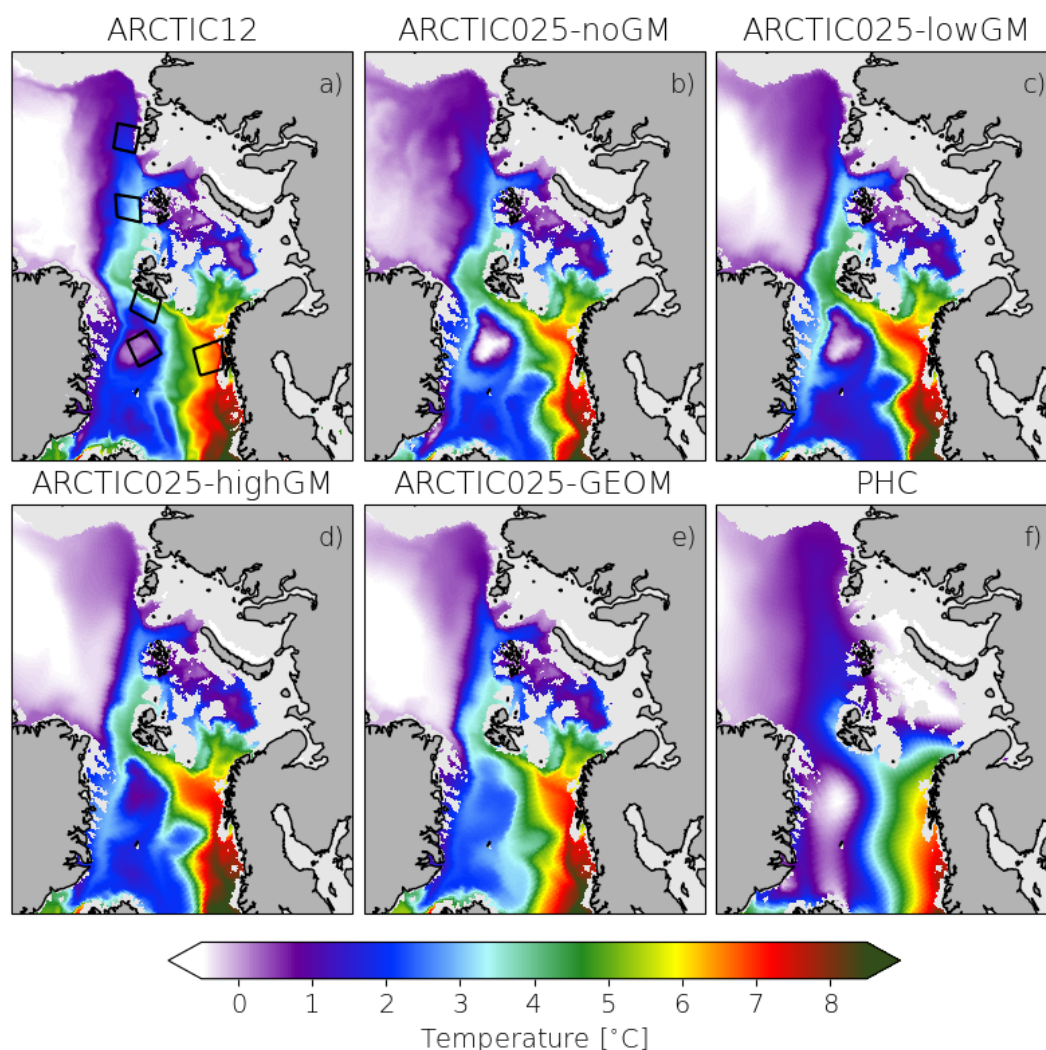 ARCTIC12 ARCTIC025-noGM ARCTIC025-lowGM
a) b) c)
ARCTIC025-highGM ARCTIC025-GEOM PHC
d) e) f)
0 1 2 3 4 5 6 7 8
Temperature [°C]